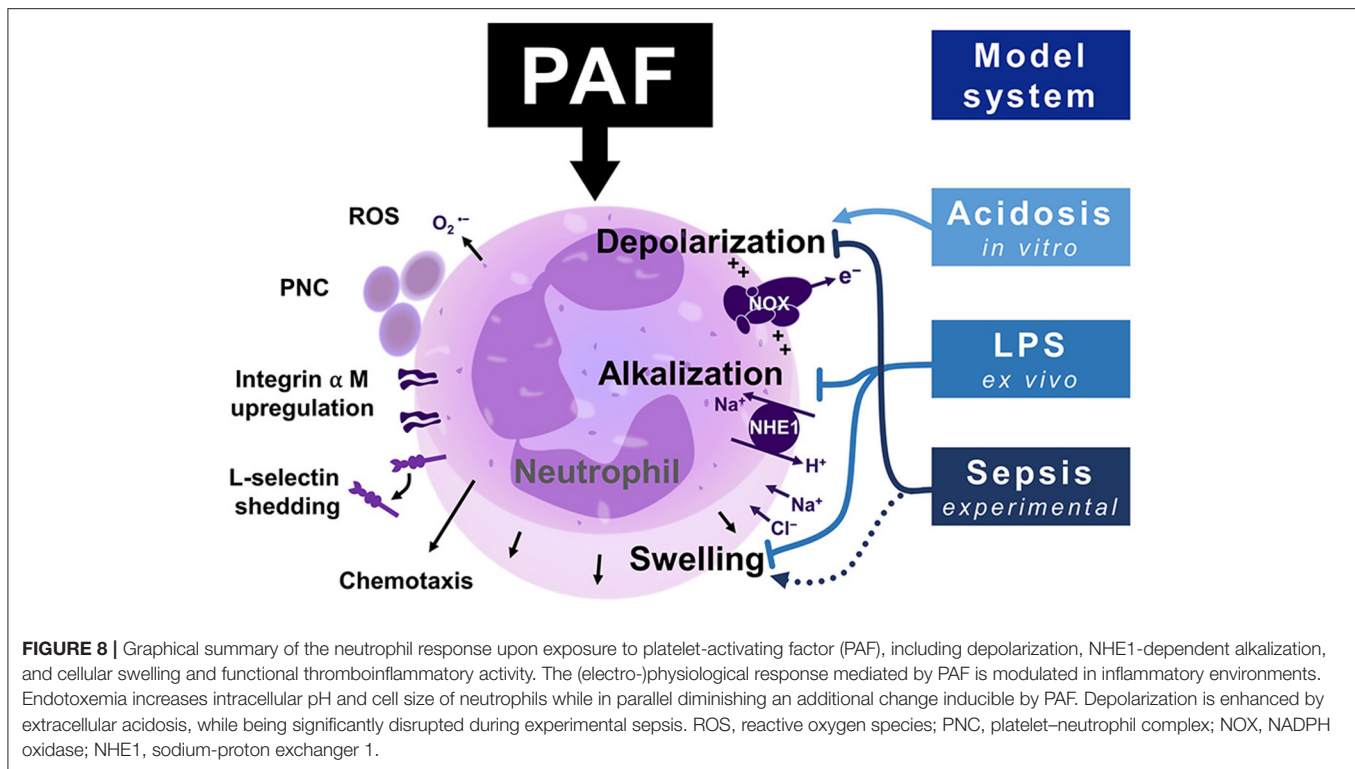 PAF
Model
system
ROS
O₂•−
PNC
Integrin α M
upregulation
L-selectin
shedding
Chemotaxis
Depolarization
++
NOX
e−
++
Alkalization
Na+
NHE1
H+
Neutrophil
Na+
Cl−
Swelling
Acidosis
in vitro
LPS
ex vivo
Sepsis
experimental
FIGURE 8 | Graphical summary of the neutrophil response upon exposure to platelet-activating factor (PAF), including depolarization, NHE1-dependent alkalization,
and cellular swelling and functional thromboinflammatory activity. The (electro-)physiological response mediated by PAF is modulated in inflammatory environments.
Endotoxemia increases intracellular pH and cell size of neutrophils while in parallel diminishing an additional change inducible by PAF. Depolarization is enhanced by
extracellular acidosis, while being significantly disrupted during experimental sepsis. ROS, reactive oxygen species; PNC, platelet–neutrophil complex; NOX, NADPH
oxidase; NHE1, sodium-proton exchanger 1.